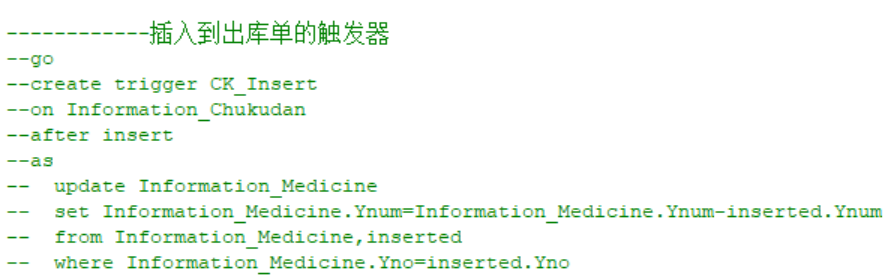 ------------插入到出库单的触发器
--go
--create trigger CK_Insert
--on Information_Chukudan
--after insert
--as
--  update Information_Medicine
--  set Information_Medicine.Ynum=Information_Medicine.Ynum-inserted.Ynum
--  from Information_Medicine,inserted
--  where Information_Medicine.Yno=inserted.Yno